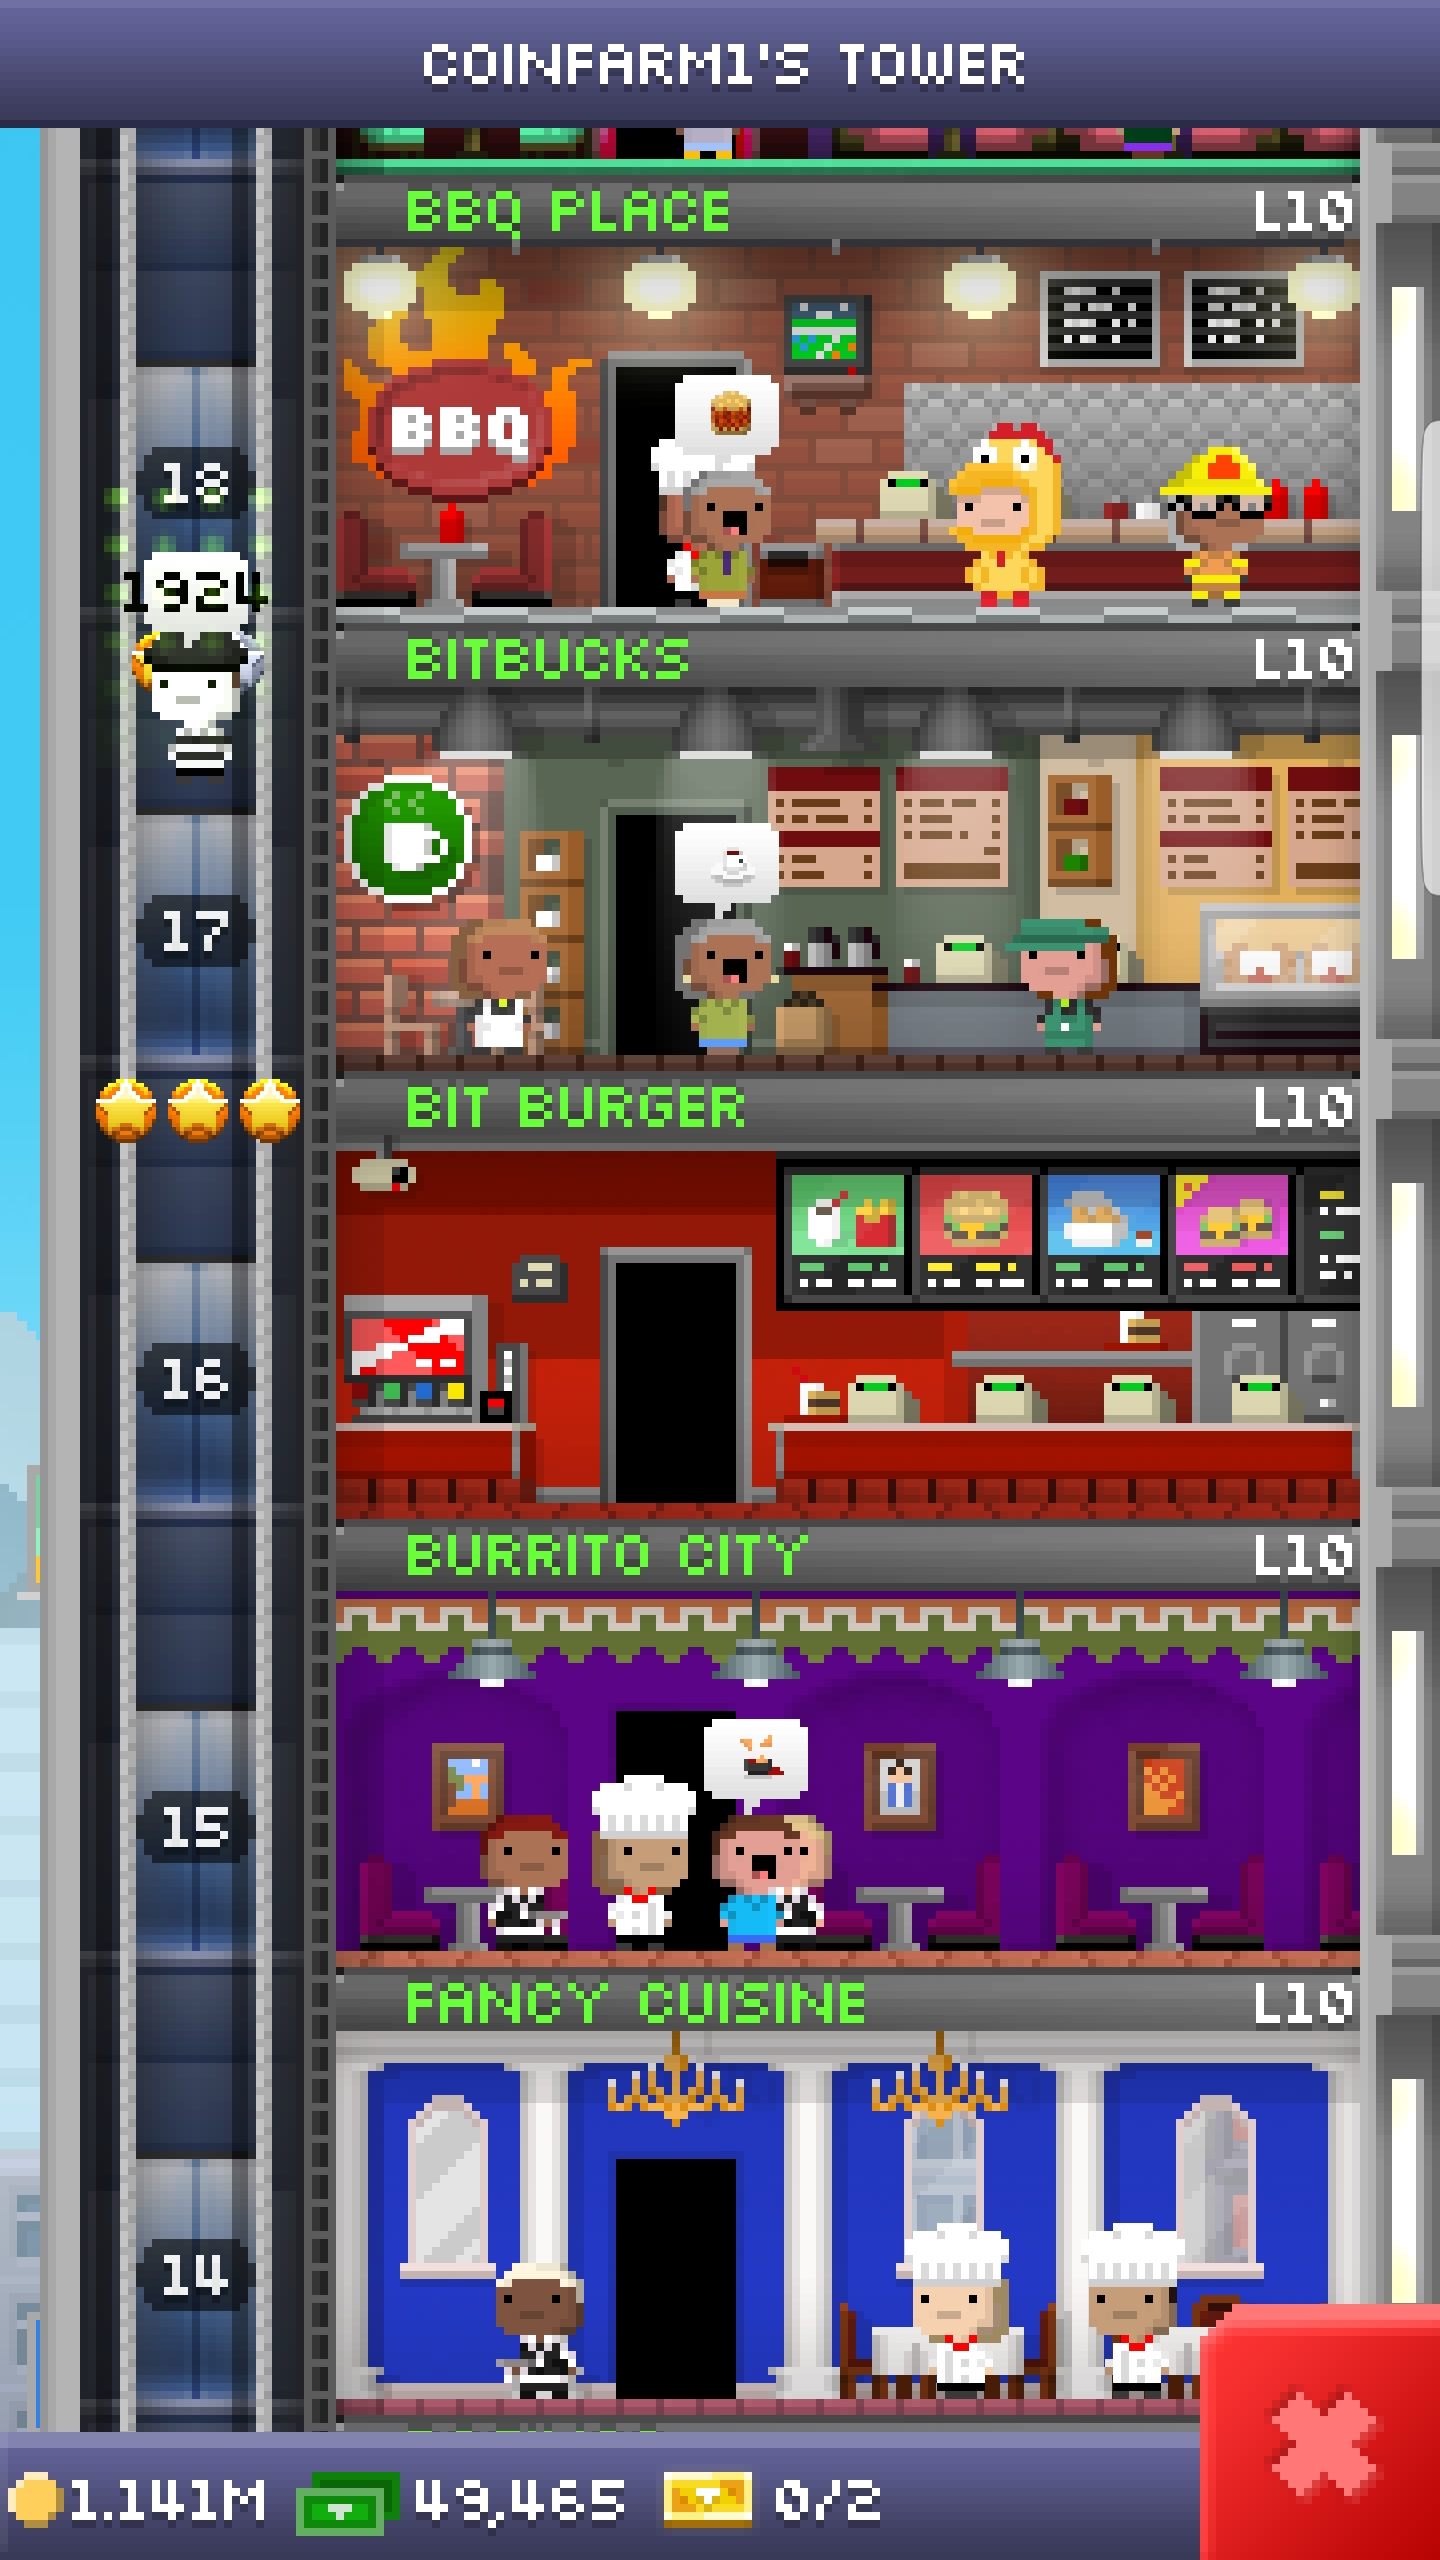 COINFARM1'S TOWER
BBQ PLACE L10
BBQ
18
1924
BITBUCKS L10
17
BIT BURGER L10
16
BURRITO CITY L10
15
FANCY CUISINE L10
14
1.141M 49,465 0/2